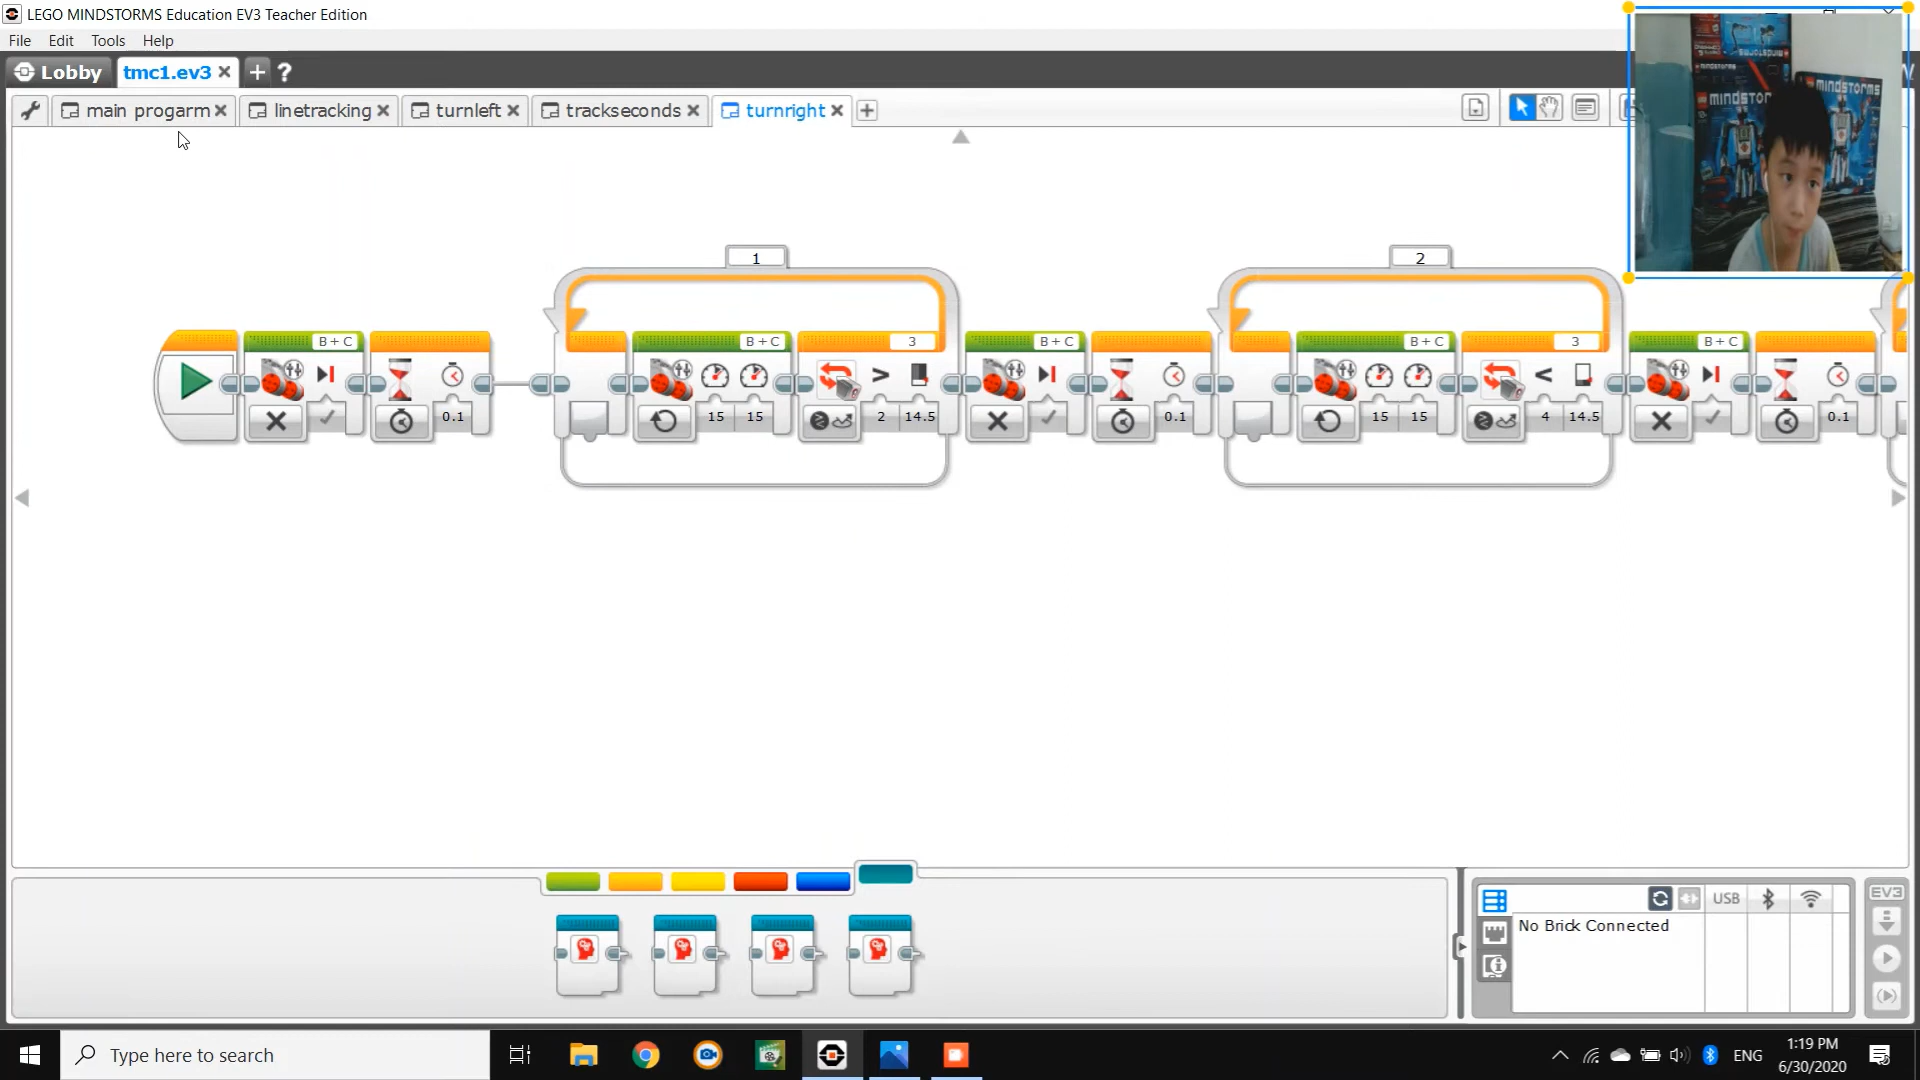 LEGO MINDSTORMS Education EV3 Teacher Edition
File Edit Tools Help
Lobby tmc1.ev3 + ?
main progarm linetracking turnleft trackseconds turnright
1 2
B + C B + C 3 B + C B + C 3 B + C
> <
0.1 15 15 2 14.5 0.1 15 15 4 14.5 0.1
USB EV3
No Brick Connected
Type here to search
ENG
1:19 PM
6/30/2020
MINDSTORMS